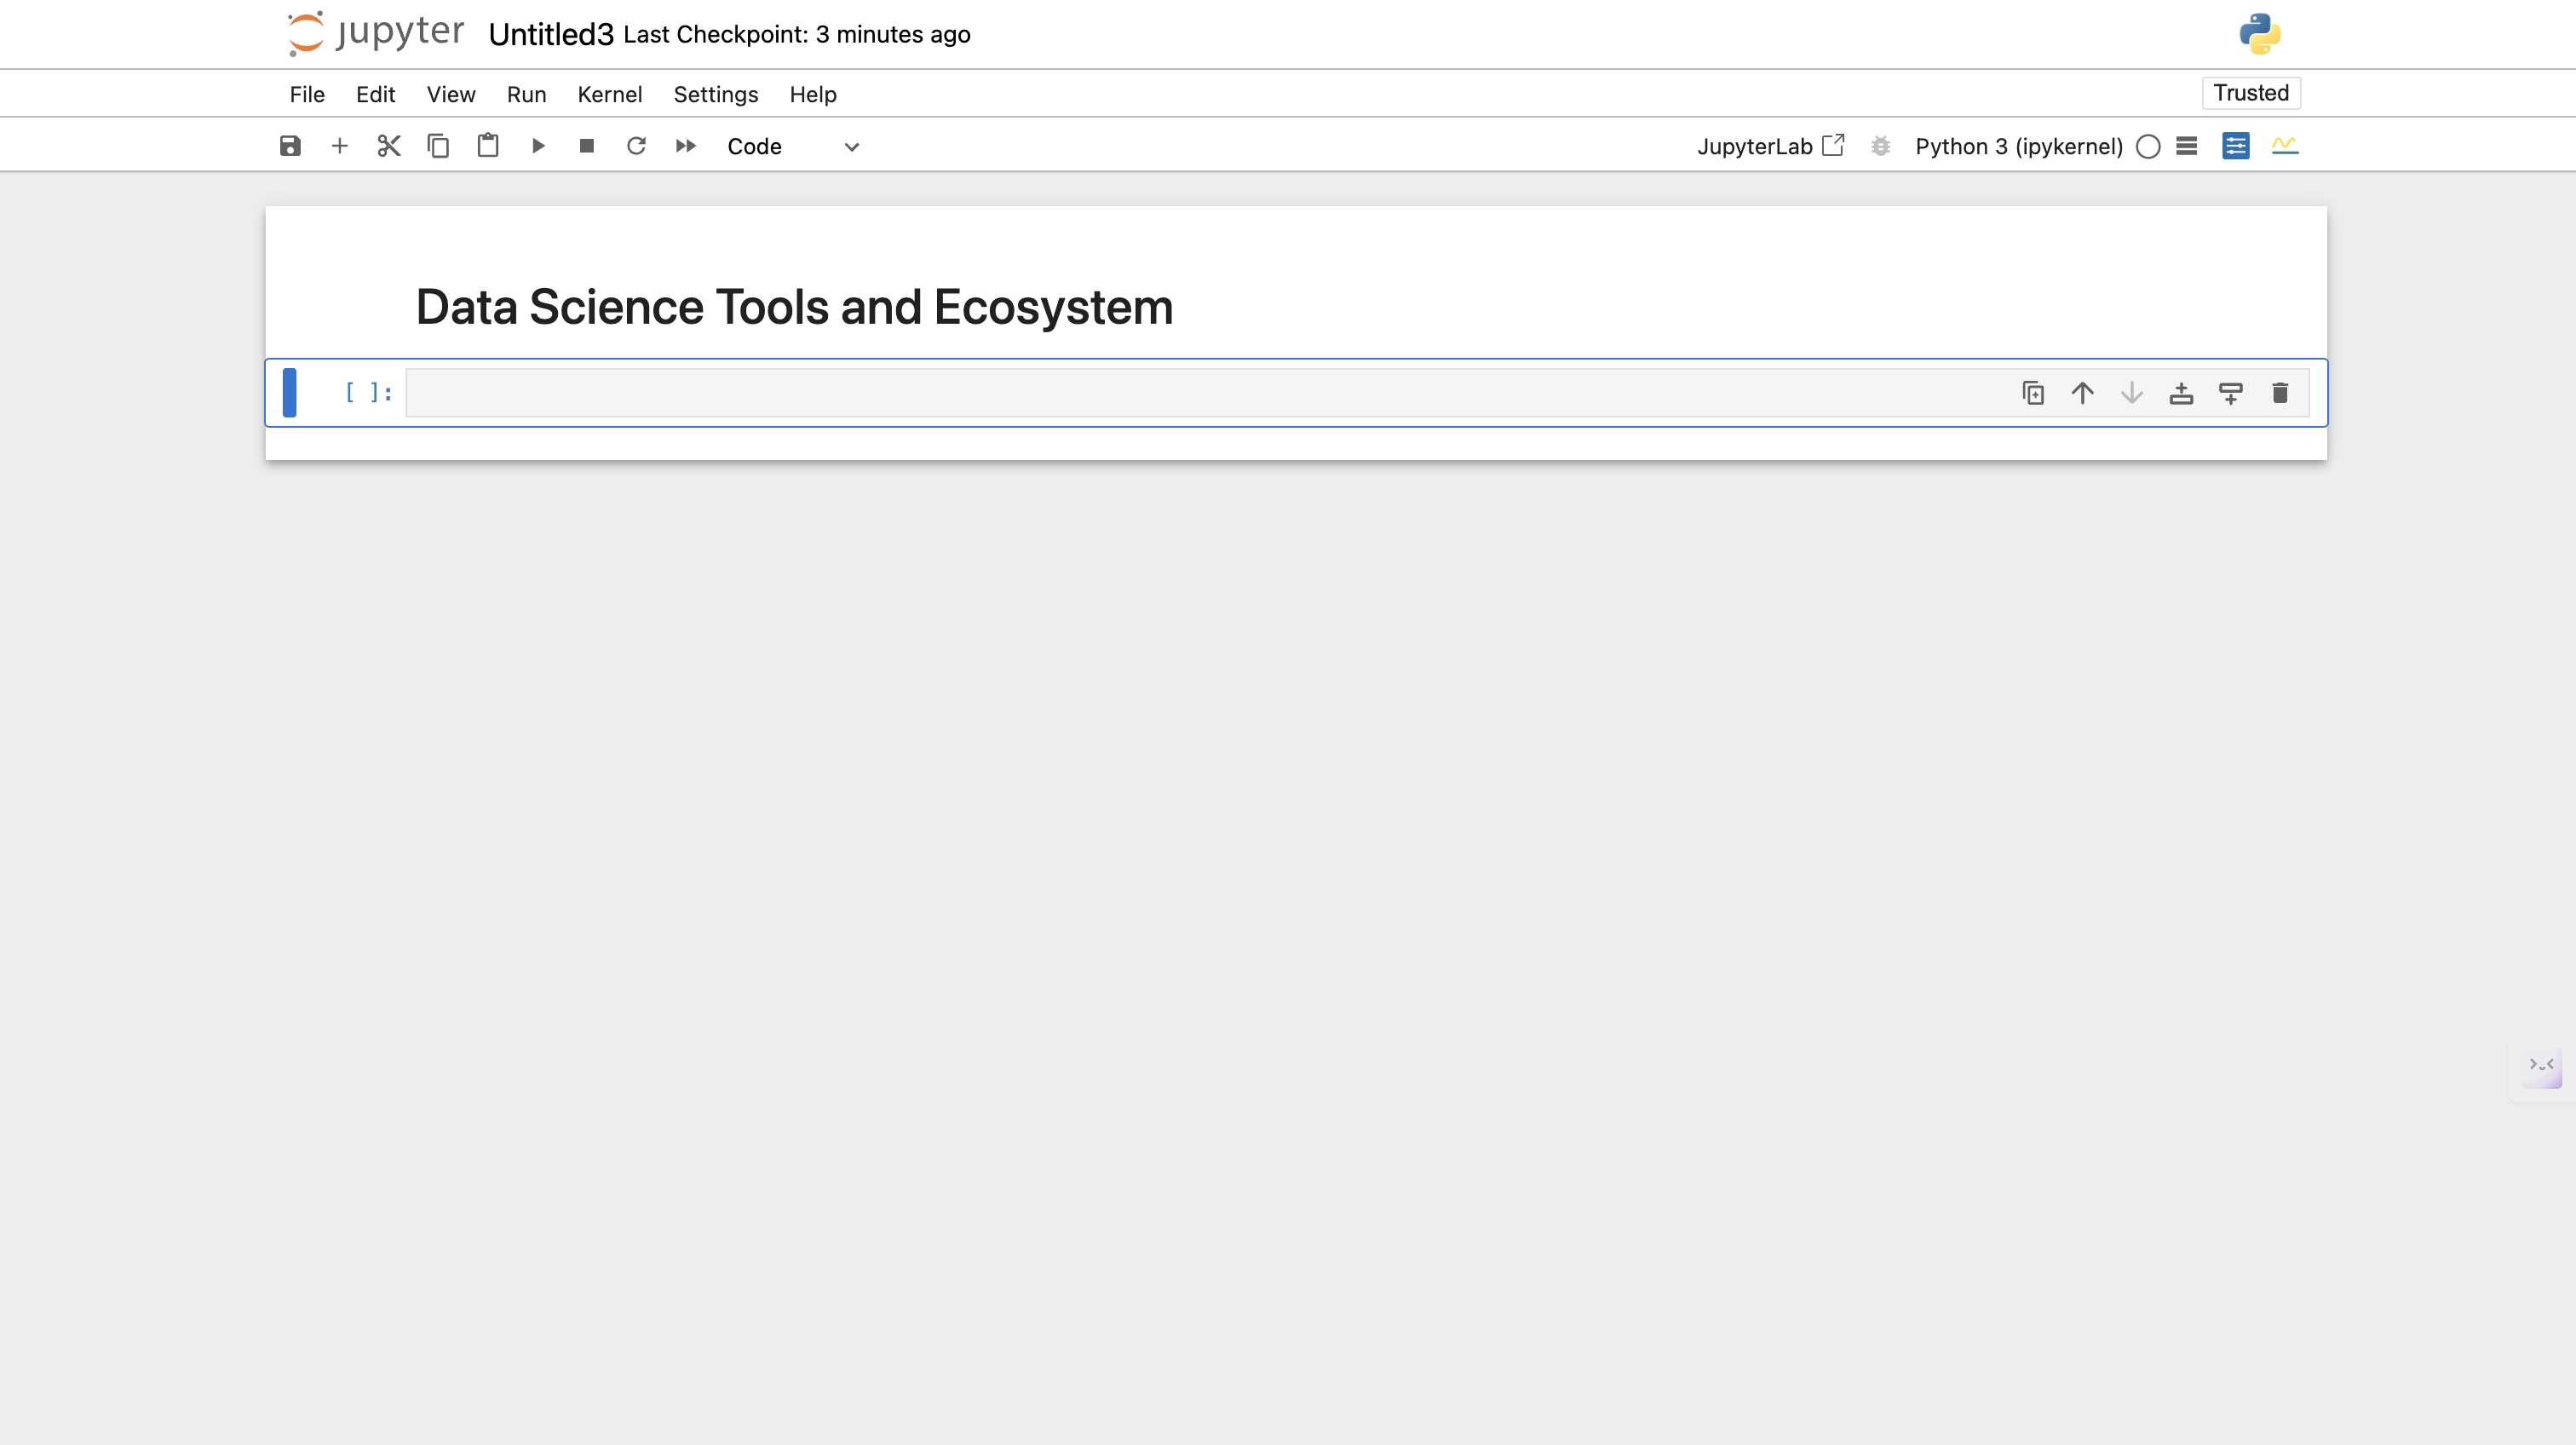 jupyter Untitled3 Last Checkpoint: 3 minutes ago
File Edit View Run Kernel Settings Help Trusted
Code JupyterLab Python 3 (ipykernel)
Data Science Tools and Ecosystem
[ ]: